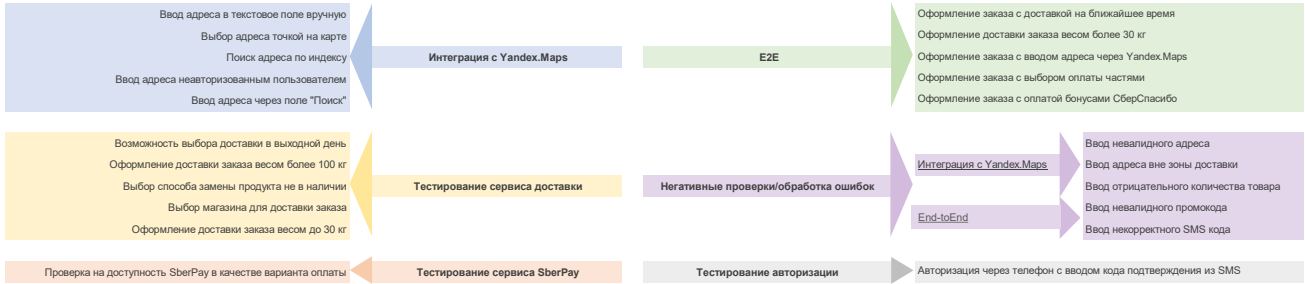 Ввод адреса в текстовое поле вручную
Выбор адреса точкой на карте
Поиск адреса по индексу
Ввод адреса неавторизованным пользователем
Ввод адреса через поле "Поиск"
Интеграция с Yandex.Maps
E2E
Оформление заказа с доставкой на ближайшее время
Оформление доставки заказа весом более 30 кг
Оформление заказа с вводом адреса через Yandex.Maps
Оформление заказа с выбором оплаты частями
Оформление заказа с оплатой бонусами СберСпасибо
Возможность выбора доставки в выходной день
Оформление доставки заказа весом более 100 кг
Выбор способа замены продукта не в наличии
Выбор магазина для доставки заказа
Оформление доставки заказа весом до 30 кг
Тестирование сервиса доставки
Негативные проверки/обработка ошибок
Интеграция с Yandex.Maps
End-toEnd
Ввод невалидного адреса
Ввод адреса вне зоны доставки
Ввод отрицательного количества товара
Ввод невалидного промокода
Ввод некорректного SMS кода
Проверка на доступность SberPay в качестве варианта оплаты
Тестирование сервиса SberPay
Тестирование авторизации
Авторизация через телефон с вводом кода подтверждения из SMS